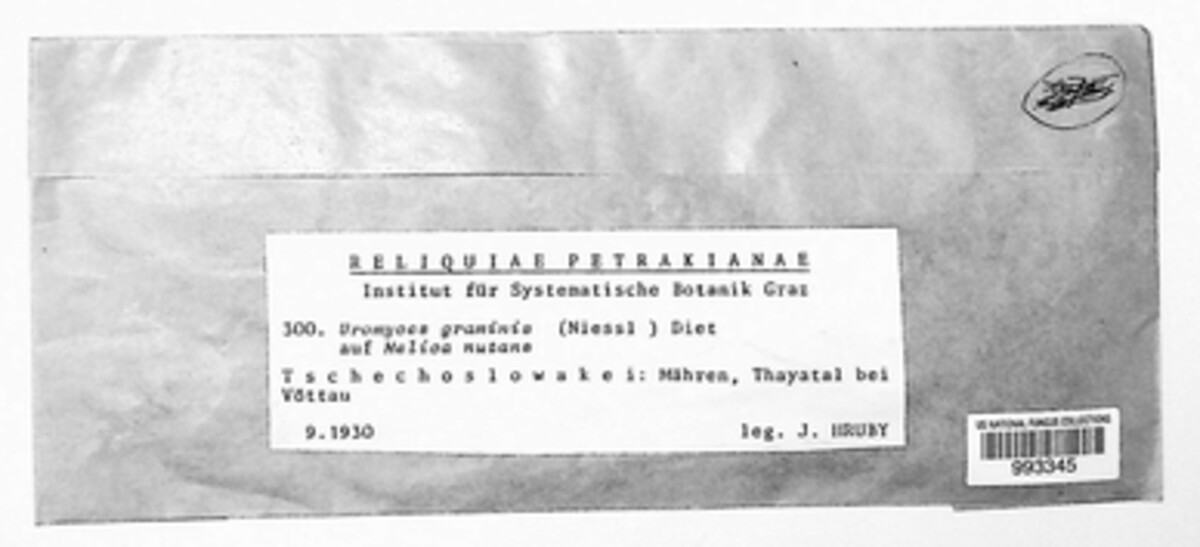 RELIQUIAE PETRAKIANAE
Institut für Systematische Botanik Graz
300. Uromyces graminis (Niessl ) Diet
auf Melica nutans
Tschechoslowakei: Mähren, Thayatal bei
Vöttau
9.1930 leg. J. HRUBY
US NATIONAL FUNGUS COLLECTIONS
993345